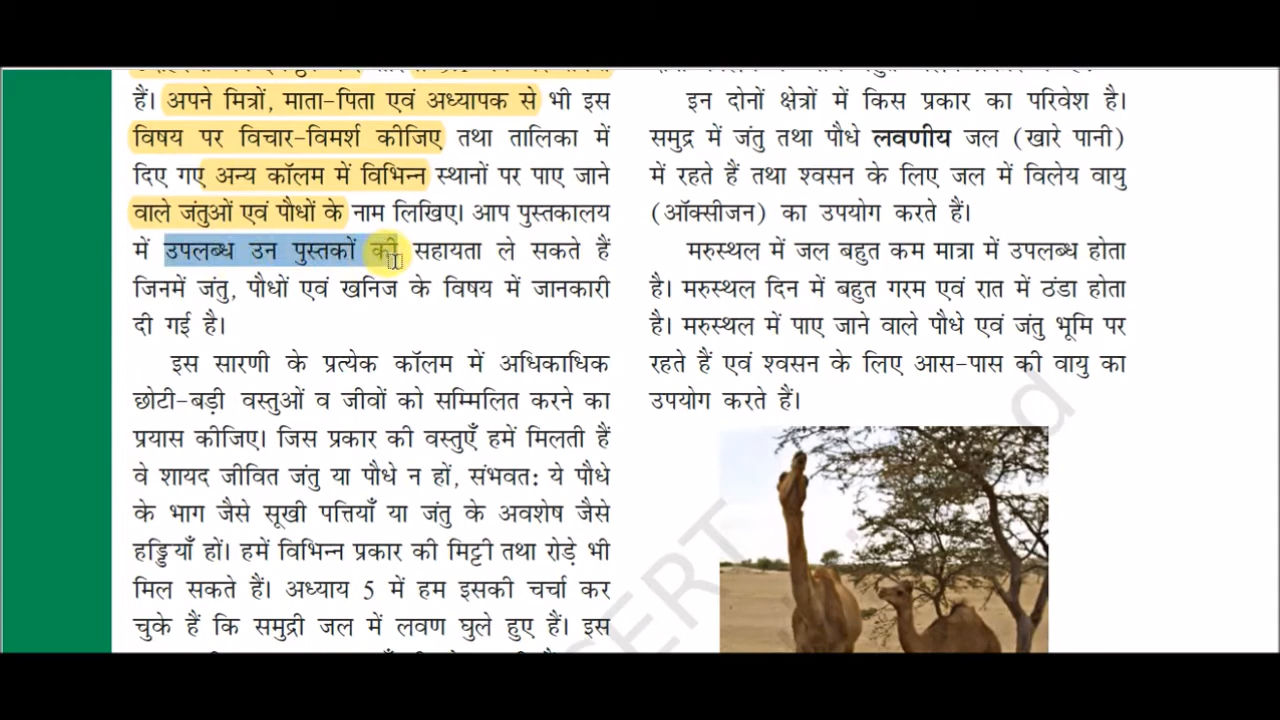 हैं। अपने मित्रों, माता-पिता एवं अध्यापक से भी इस
विषय पर विचार-विमर्श कीजिए तथा तालिका में
दिए गए अन्य कॉलम में विभिन्न स्थानों पर पाए जाने
वाले जंतुओं एवं पौधों के नाम लिखिए। आप पुस्तकालय
में उपलब्ध उन पुस्तकों की सहायता ले सकते हैं
जिनमें जंतु, पौधों एवं खनिज के विषय में जानकारी
दी गई है।
इस सारणी के प्रत्येक कॉलम में अधिकाधिक
छोटी-बड़ी वस्तुओं व जीवों को सम्मिलित करने का
प्रयास कीजिए। जिस प्रकार की वस्तुएँ हमें मिलती हैं
वे शायद जीवित जंतु या पौधे न हों, संभवत: ये पौधे
के भाग जैसे सूखी पत्तियाँ या जंतु के अवशेष जैसे
हड्डियाँ हों। हमें विभिन्न प्रकार की मिट्टी तथा रोड़े भी
मिल सकते हैं। अध्याय 5 में हम इसकी चर्चा कर
चुके हैं कि समुद्री जल में लवण घुले हुए हैं। इस
इन दोनों क्षेत्रों में किस प्रकार का परिवेश है।
समुद्र में जंतु तथा पौधे लवणीय जल (खारे पानी)
में रहते हैं तथा श्वसन के लिए जल में विलेय वायु
(ऑक्सीजन) का उपयोग करते हैं।
मरुस्थल में जल बहुत कम मात्रा में उपलब्ध होता
है। मरुस्थल दिन में बहुत गरम एवं रात में ठंडा होता
है। मरुस्थल में पाए जाने वाले पौधे एवं जंतु भूमि पर
रहते हैं एवं श्वसन के लिए आस-पास की वायु का
उपयोग करते हैं।